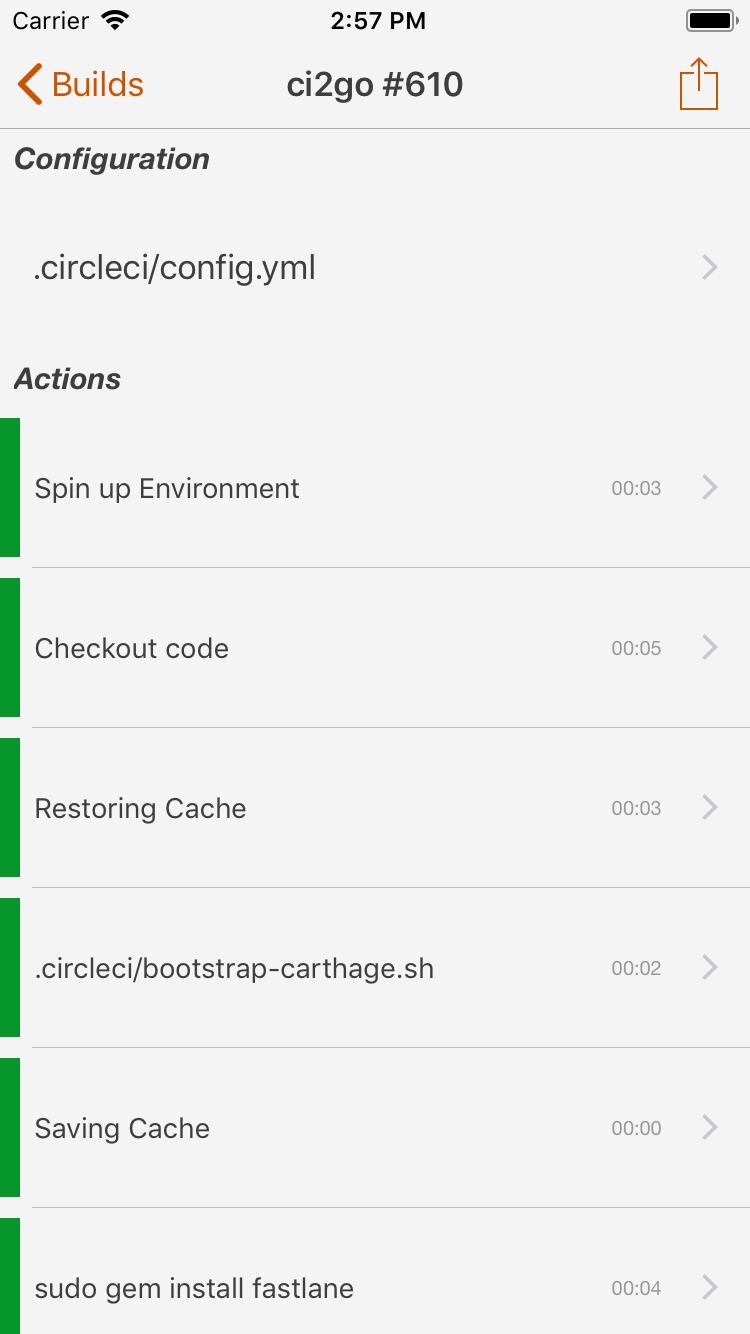 Carrier 2:57 PM
Builds ci2go #610
Configuration
.circleci/config.yml
Actions
Spin up Environment 00:03
Checkout code 00:05
Restoring Cache 00:03
.circleci/bootstrap-carthage.sh 00:02
Saving Cache 00:00
sudo gem install fastlane 00:04